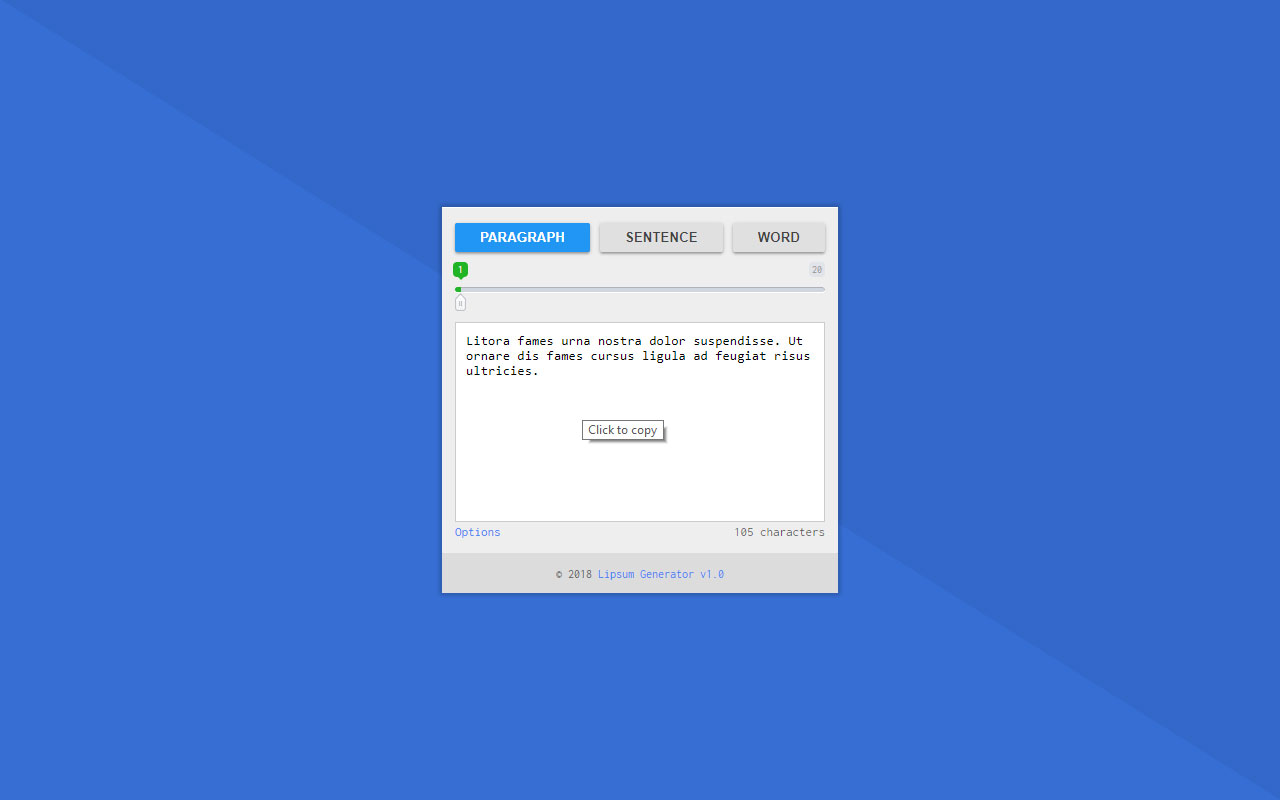 PARAGRAPH SENTENCE WORD
1 20
Litora fames urna nostra dolor suspendisse. Ut
ornare dis fames cursus ligula ad feugiat risus
ultricies.
Click to copy
Options 105 characters
© 2018 Lipsum Generator v1.0